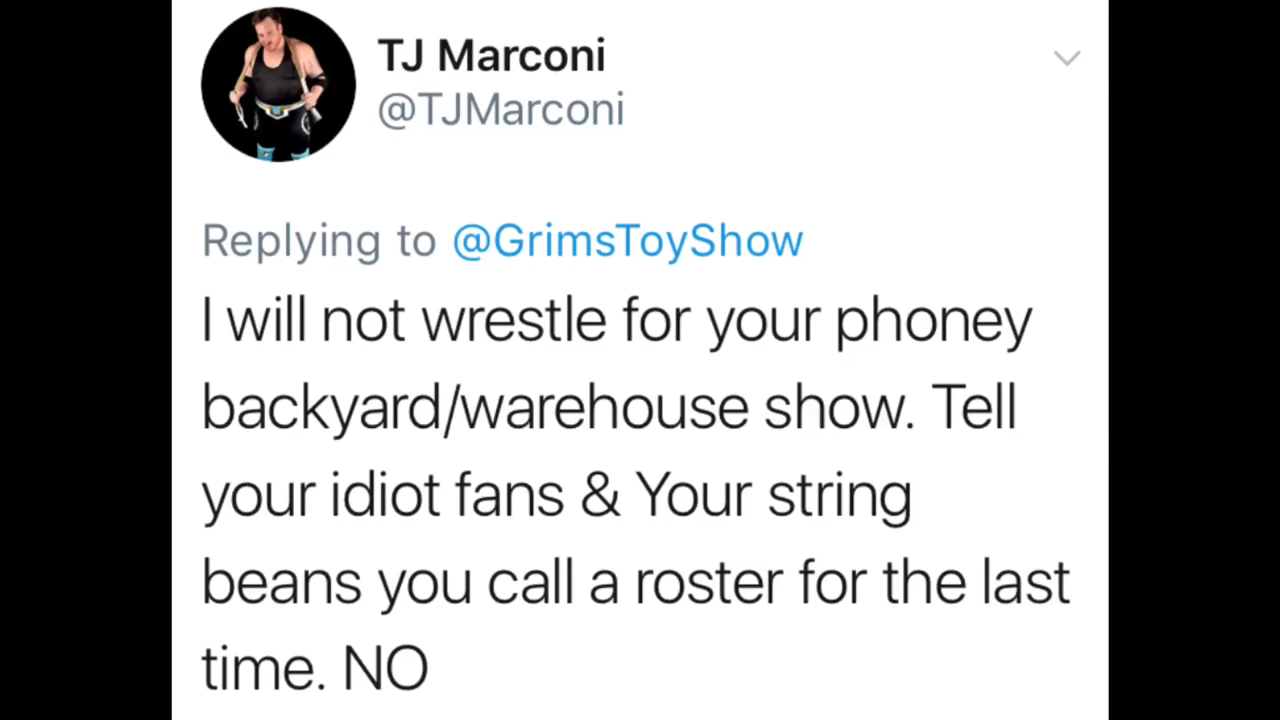 TJ Marconi
@TJMarconi
Replying to @GrimsToyShow
I will not wrestle for your phoney
backyard/warehouse show. Tell
your idiot fans & Your string
beans you call a roster for the last
time. NO